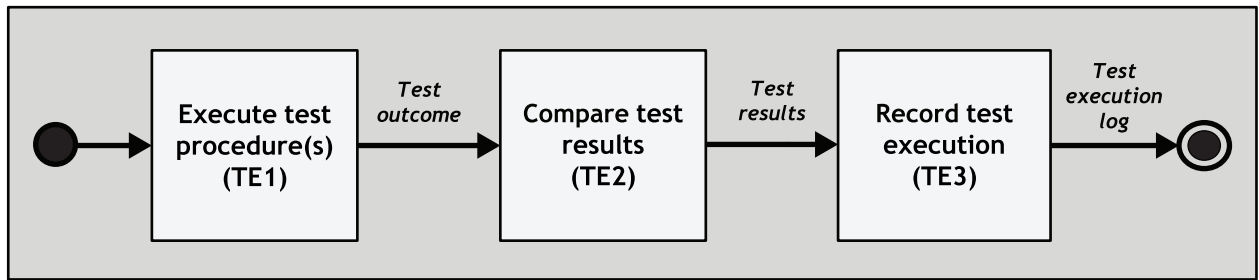 Execute test
procedure(s)
(TE1)
Test
outcome
Compare test
results
(TE2)
Test
results
Record test
execution
(TE3)
Test
execution
log